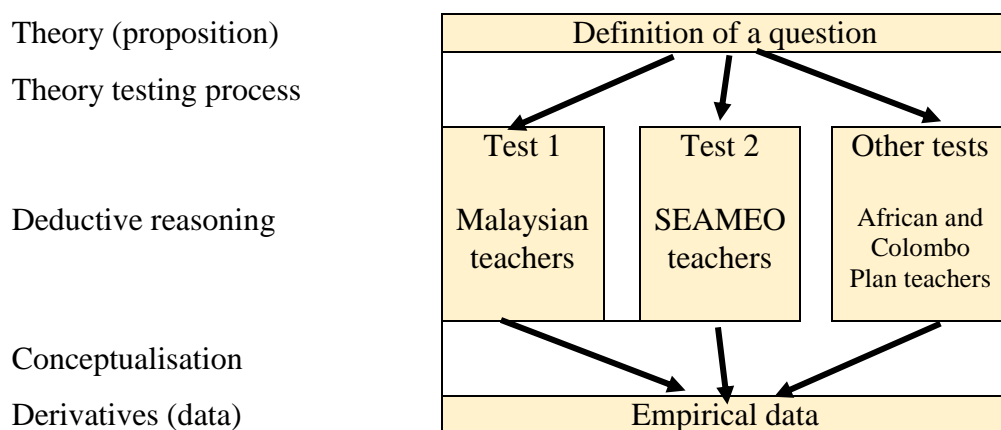 Theory (proposition)
Definition of a question
Theory testing process
Test 1
Test 2
Other tests
Deductive reasoning
Malaysian
teachers
SEAMEO
teachers
African and
Colombo
Plan teachers
Conceptualisation
Derivatives (data)
Empirical data